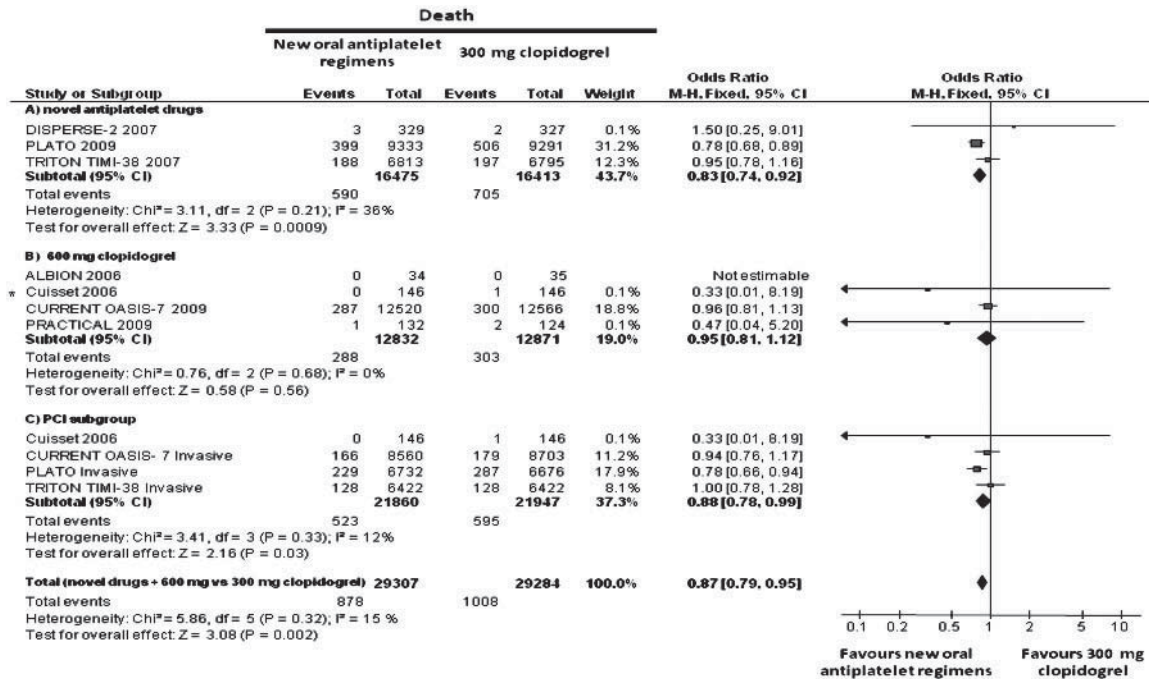 Death
New oral antiplatelet regimens 300 mg clopidogrel
Odds Ratio Odds Ratio
Study or Subgroup Events Total Events Total Weight M-H, Fixed, 95% CI M-H, Fixed, 95% CI
A) novel antiplatelet drugs
DISPERSE-2 2007 3 329 2 327 0.1% 1.50 [0.25, 9.01]
PLATO 2009 399 9333 506 9291 31.2% 0.78 [0.68, 0.89]
TRITON TIMI-38 2007 188 6813 197 6795 12.3% 0.95 [0.78, 1.16]
Subtotal (95% CI) 16475 16413 43.7% 0.83 [0.74, 0.92]
Total events 590 705
Heterogeneity: Chi² = 3.11, df = 2 (P = 0.21); I² = 36%
Test for overall effect: Z = 3.33 (P = 0.0009)
B) 600 mg clopidogrel
ALBION 2006 0 34 0 35 Not estimable
* Cuisset 2006 0 146 1 146 0.1% 0.33 [0.01, 8.19]
CURRENT OASIS-7 2009 287 12520 300 12566 18.8% 0.96 [0.81, 1.13]
PRACTICAL 2009 1 132 2 124 0.1% 0.47 [0.04, 5.20]
Subtotal (95% CI) 12832 12871 19.0% 0.95 [0.81, 1.12]
Total events 288 303
Heterogeneity: Chi² = 0.76, df = 2 (P = 0.68); I² = 0%
Test for overall effect: Z = 0.58 (P = 0.56)
C) PCI subgroup
Cuisset 2006 0 146 1 146 0.1% 0.33 [0.01, 8.19]
CURRENT OASIS- 7 Invasive 166 8560 179 8703 11.2% 0.94 [0.76, 1.17]
PLATO Invasive 229 6732 287 6676 17.9% 0.78 [0.66, 0.94]
TRITON TIMI-38 Invasive 128 6422 128 6422 8.1% 1.00 [0.78, 1.28]
Subtotal (95% CI) 21860 21947 37.3% 0.88 [0.78, 0.99]
Total events 523 595
Heterogeneity: Chi² = 3.41, df = 3 (P = 0.33); I² = 12%
Test for overall effect: Z = 2.16 (P = 0.03)
Total (novel drugs + 600 mg vs 300 mg clopidogrel) 29307 29284 100.0% 0.87 [0.79, 0.95]
Total events 878 1008
Heterogeneity: Chi² = 5.86, df = 5 (P = 0.32); I² = 15 %
Test for overall effect: Z = 3.08 (P = 0.002)
0.1 0.2 0.5 1 2 5 10
Favours new oral antiplatelet regimens Favours 300 mg clopidogrel